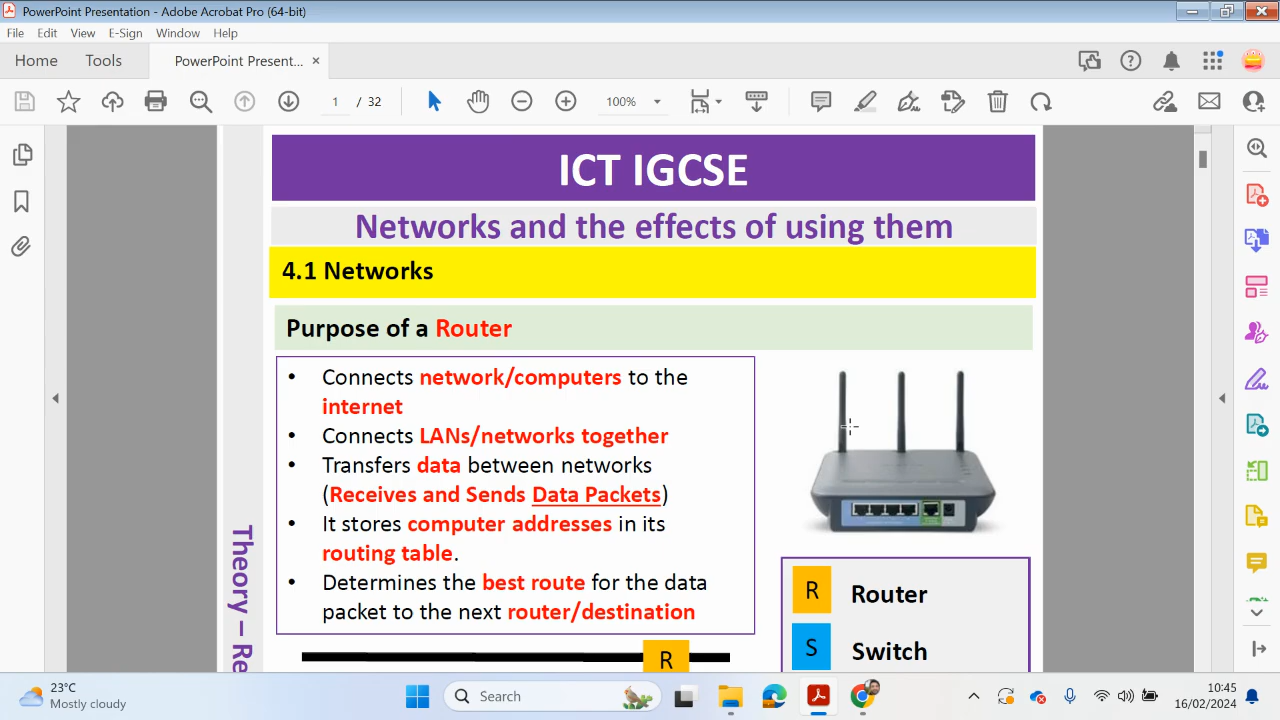 PowerPoint Presentation - Adobe Acrobat Pro (64-bit)
File Edit View E-Sign Window Help
Home Tools PowerPoint Present... ×
1 / 32 100%
ICT IGCSE
Networks and the effects of using them
4.1 Networks
Purpose of a Router
• Connects network/computers to the
internet
• Connects LANs/networks together
• Transfers data between networks
(Receives and Sends Data Packets)
• It stores computer addresses in its
routing table.
• Determines the best route for the data
packet to the next router/destination
R
R Router
S Switch
Theory – Re
23°C
Mostly cloudy
Search
10:45
16/02/2024